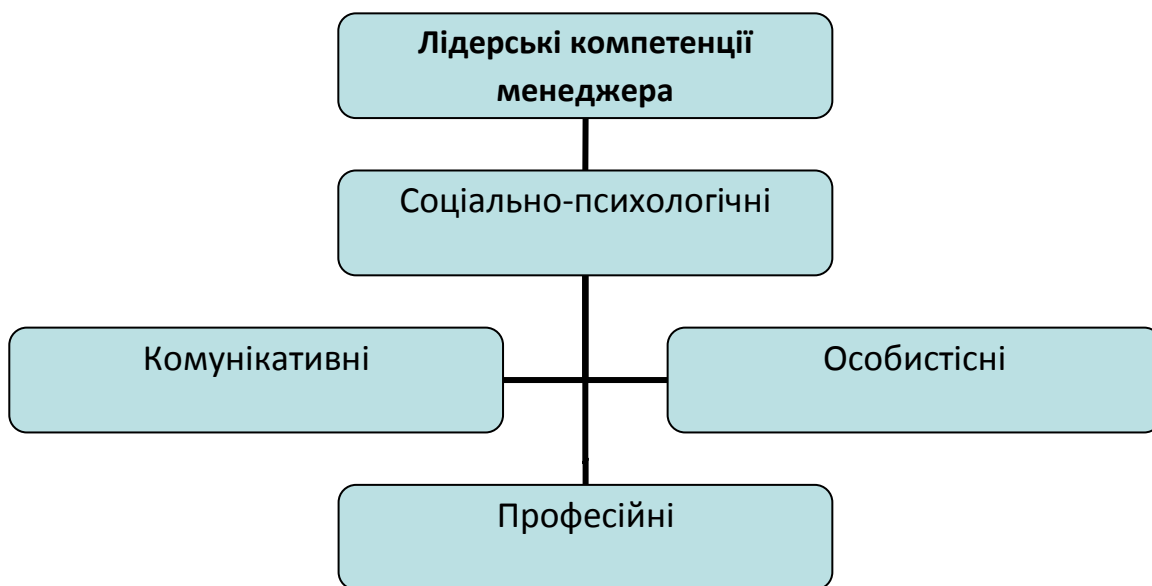 Лідерські компетенції
менеджера
Соціально-психологічні
Комунікативні
Особистісні
Професійні